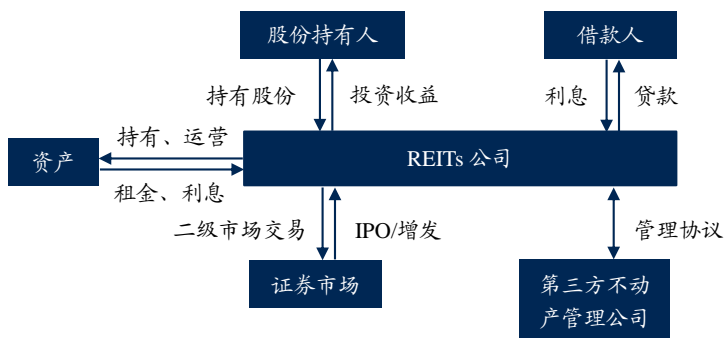 股份持有人
借款人
持有股份
投资收益
利息
贷款
持有、运营
资产
REITs 公司
租金、利息
二级市场交易
IPO/增发
管理协议
证券市场
第三方不动
产管理公司